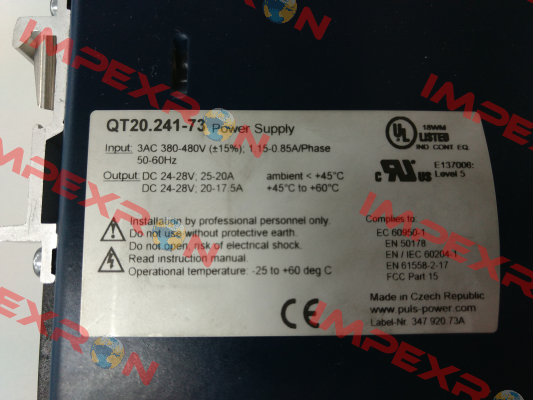 IMPEXRON
IMPEXRON
QT20.241-73 Power Supply
Input: 3AC 380-480V (±15%); 1.15-0.85A/Phase
50-60Hz
Output: DC 24-28V, 25-20A ambient < +45°C
DC 24-28V, 20-17.5A +45°C to +60°C
UL
18WM
LISTED
IND. CONT. EQ.
c RU US
E137006:
Level 5
Installation by professional personnel only.
Do not use without protective earth.
Do not open, risk of electrical shock.
Read instruction manual.
Operational temperature: -25 to +60 deg C
Complies to:
EC 60950-1
EN 50178
EN / IEC 60204-1
EN 61558-2-17
FCC Part 15
CE
Made in Czech Republic
www.puls-power.com
Label-Nr. 347.920.73A
IMPEXRON
IMPEXRON